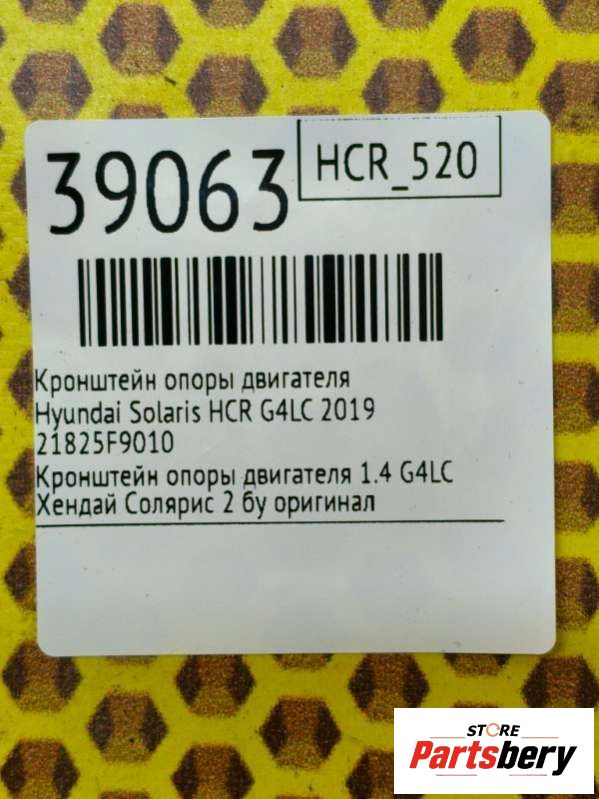 39063
HCR_520
Кронштейн опоры двигателя
Hyundai Solaris HCR G4LC 2019
21825F9010
Кронштейн опоры двигателя 1.4 G4LC
Хендай Солярис 2 бу оригинал
STORE
Partsbery